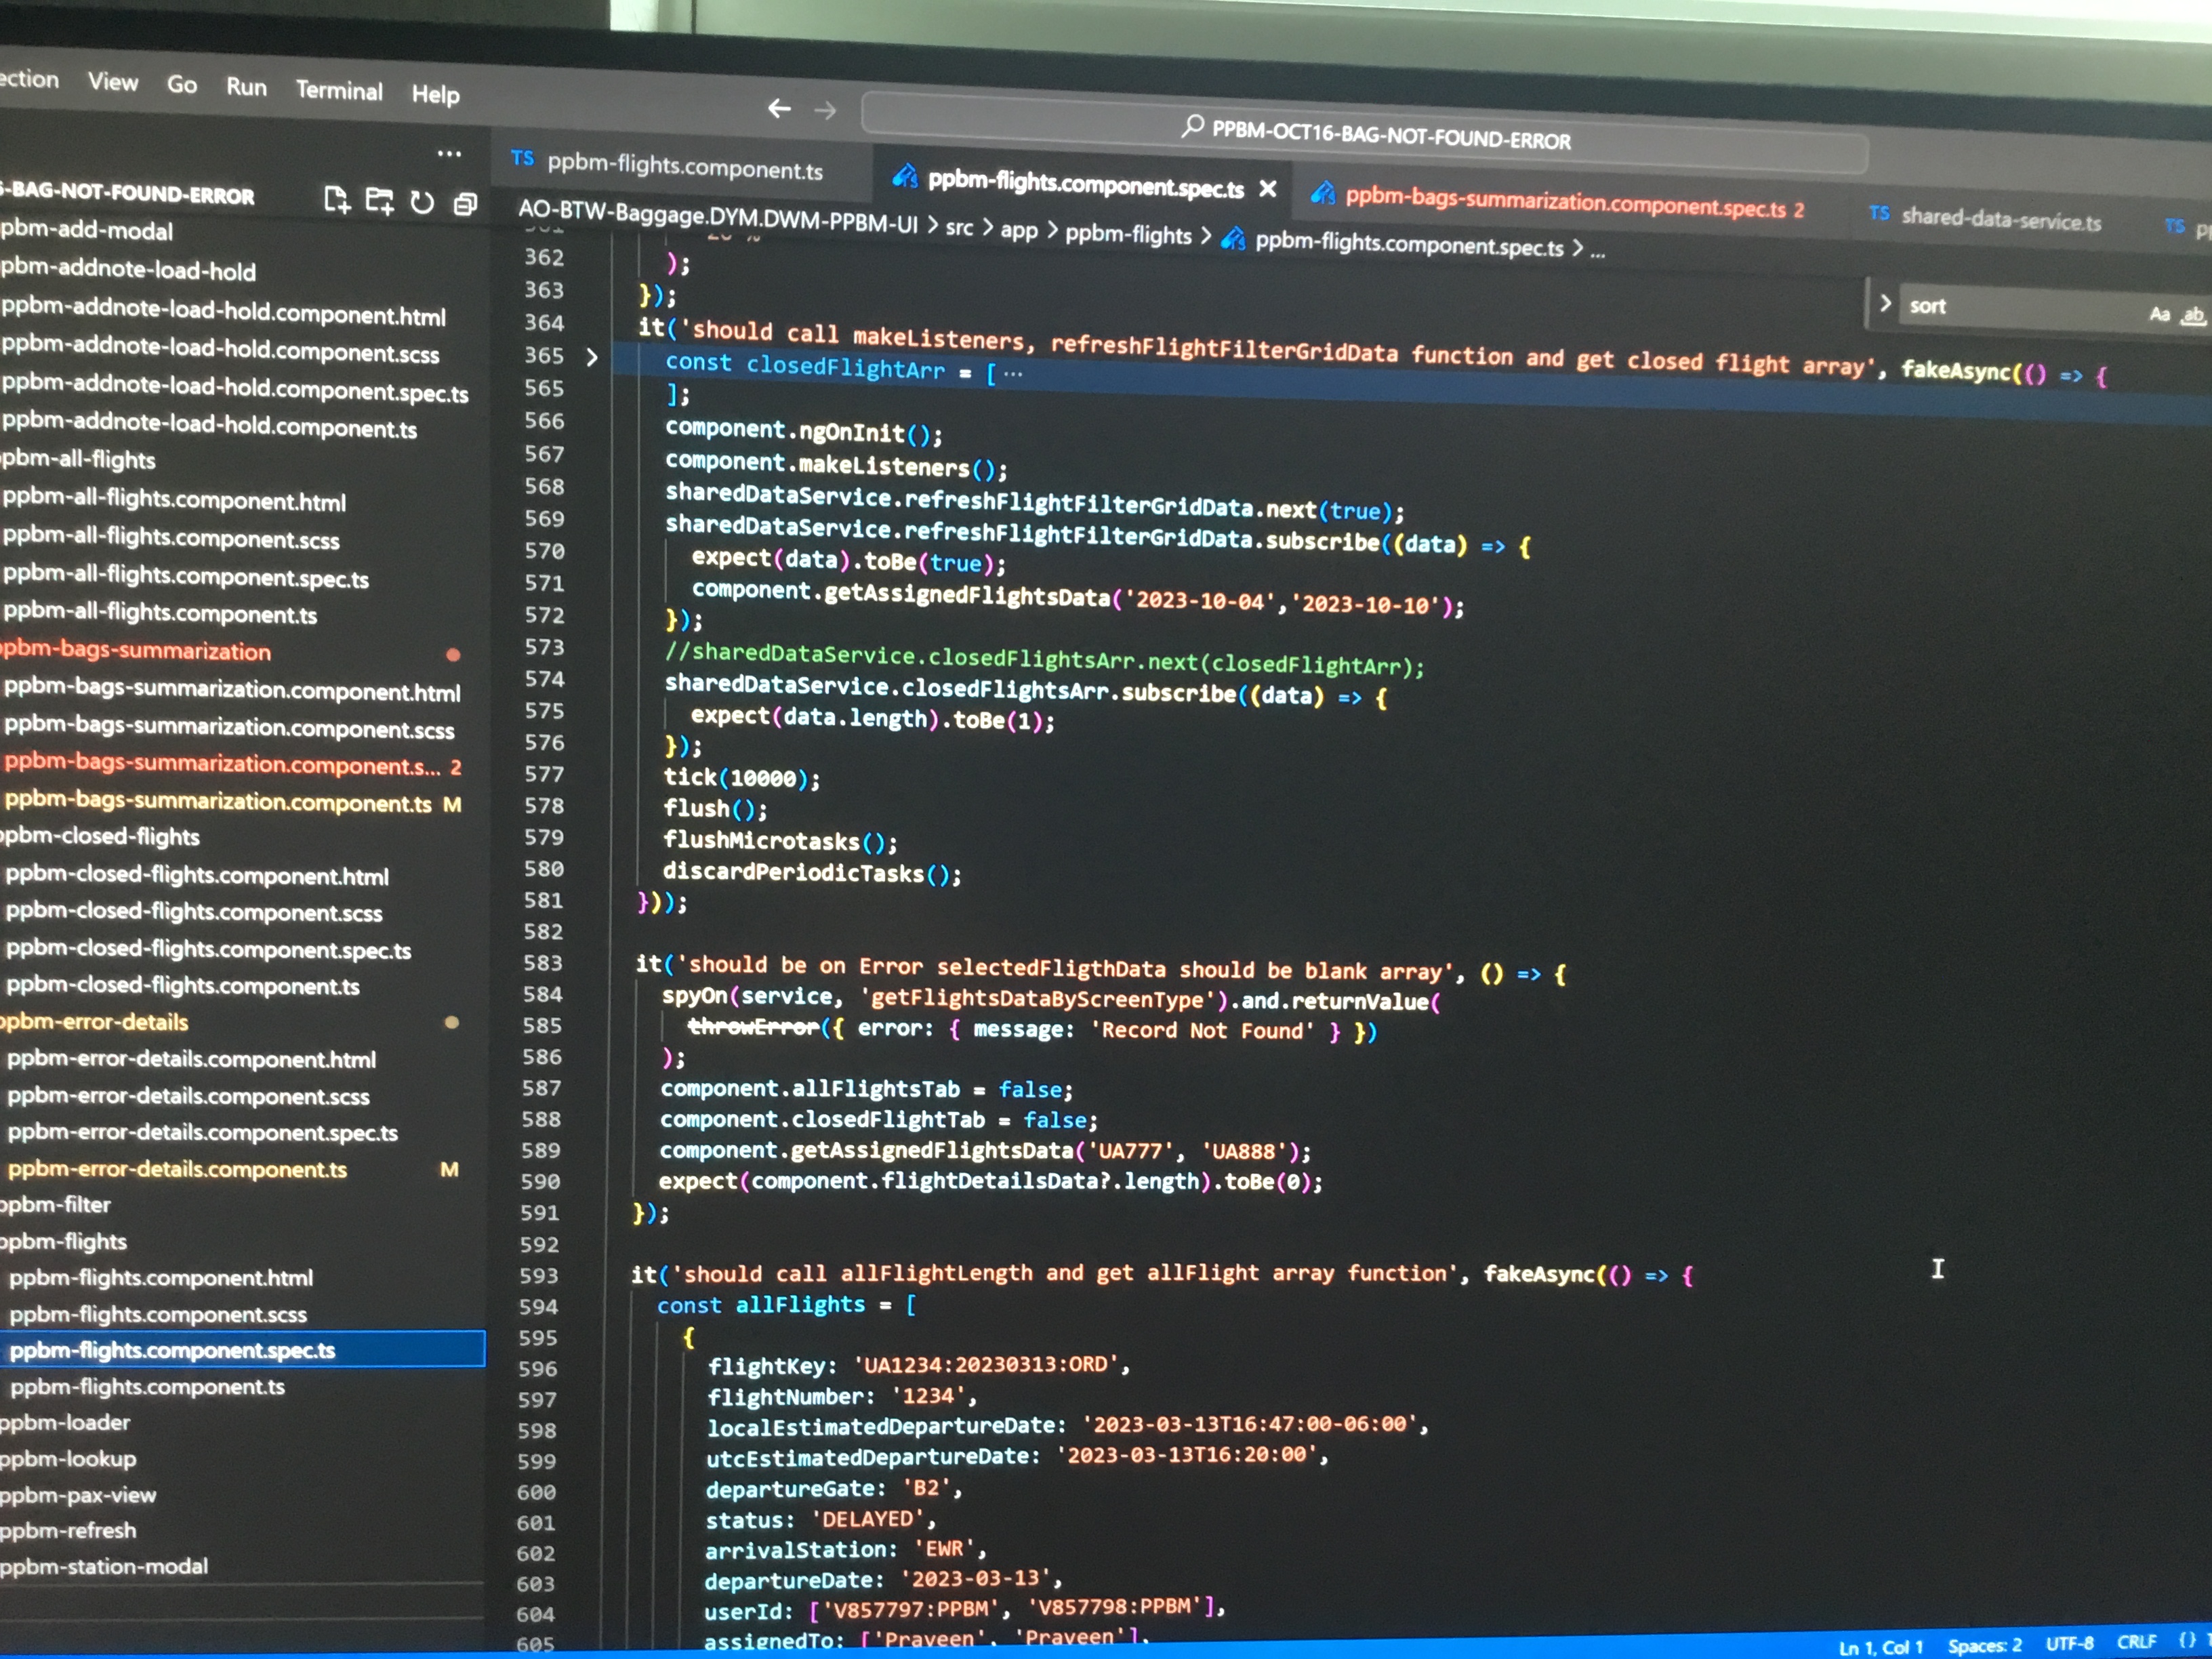 ection View Go Run Terminal Help
PPBM-OCT16-BAG-NOT-FOUND-ERROR
S-BAG-NOT-FOUND-ERROR
pbm-add-modal
pbm-addnote-load-hold
ppbm-addnote-load-hold.component.html
ppbm-addnote-load-hold.component.scss
ppbm-addnote-load-hold.component.spec.ts
ppbm-addnote-load-hold.component.ts
ppbm-all-flights
ppbm-all-flights.component.html
ppbm-all-flights.component.scss
ppbm-all-flights.component.spec.ts
ppbm-all-flights.component.ts
ppbm-bags-summarization
ppbm-bags-summarization.component.html
ppbm-bags-summarization.component.scss
ppbm-bags-summarization.component.s... 2
ppbm-bags-summarization.component.ts M
ppbm-closed-flights
ppbm-closed-flights.component.html
ppbm-closed-flights.component.scss
ppbm-closed-flights.component.spec.ts
ppbm-closed-flights.component.ts
ppbm-error-details
ppbm-error-details.component.html
ppbm-error-details.component.scss
ppbm-error-details.component.spec.ts
ppbm-error-details.component.ts M
ppbm-filter
ppbm-flights
ppbm-flights.component.html
ppbm-flights.component.scss
ppbm-flights.component.spec.ts
ppbm-flights.component.ts
ppbm-loader
ppbm-lookup
ppbm-pax-view
ppbm-refresh
ppbm-station-modal
TS ppbm-flights.component.ts ppbm-flights.component.spec.ts × ppbm-bags-summarization.component.spec.ts 2 TS shared-data-service.ts TS
AO-BTW-Baggage.DYM.DWM-PPBM-UI > src > app > ppbm-flights > ppbm-flights.component.spec.ts > ...
> sort Aa ab
362 );
363 });
364 it('should call makeListeners, refreshFlightFilterGridData function and get closed flight array', fakeAsync(() => {
365 > const closedFlightArr = [ ...
565 ];
566 component.ngOnInit();
567 component.makeListeners();
568 sharedDataService.refreshFlightFilterGridData.next(true);
569 sharedDataService.refreshFlightFilterGridData.subscribe((data) => {
570 expect(data).toBe(true);
571 component.getAssignedFlightsData('2023-10-04','2023-10-10');
572 });
573 //sharedDataService.closedFlightsArr.next(closedFlightArr);
574 sharedDataService.closedFlightsArr.subscribe((data) => {
575 expect(data.length).toBe(1);
576 });
577 tick(10000);
578 flush();
579 flushMicrotasks();
580 discardPeriodicTasks();
581 }));
582
583 it('should be on Error selectedFligthData should be blank array', () => {
584 spyOn(service, 'getFlightsDataByScreenType').and.returnValue(
585 throwError({ error: { message: 'Record Not Found' } })
586 );
587 component.allFlightsTab = false;
588 component.closedFlightTab = false;
589 component.getAssignedFlightsData('UA777', 'UA888');
590 expect(component.flightDetailsData?.length).toBe(0);
591 });
592
593 it('should call allFlightLength and get allFlight array function', fakeAsync(() => {
594 const allFlights = [
595 {
596 flightKey: 'UA1234:20230313:ORD',
597 flightNumber: '1234',
598 localEstimatedDepartureDate: '2023-03-13T16:47:00-06:00',
599 utcEstimatedDepartureDate: '2023-03-13T16:20:00',
600 departureGate: 'B2',
601 status: 'DELAYED',
602 arrivalStation: 'EWR',
603 departureDate: '2023-03-13',
604 userId: ['V857797:PPBM', 'V857798:PPBM'],
605 assignedTo: ['Praveen', 'Praveen'],
Ln 1, Col 1 Spaces: 2 UTF-8 CRLF {}